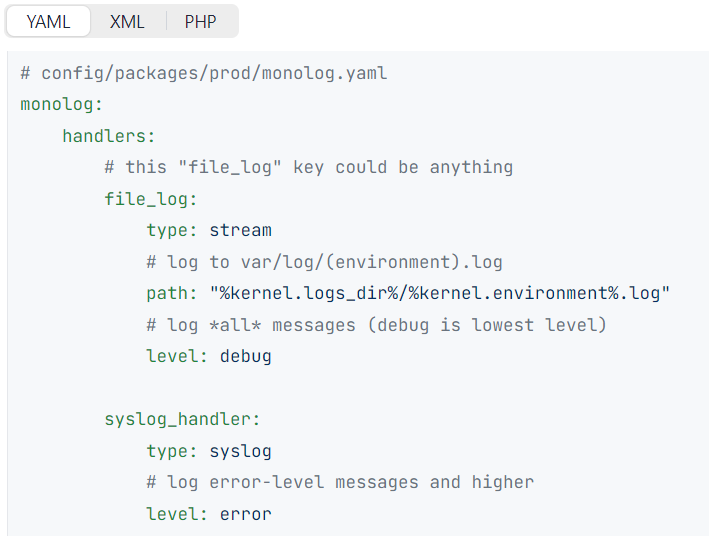 YAML XML PHP
# config/packages/prod/monolog.yaml
monolog:
    handlers:
        # this "file_log" key could be anything
        file_log:
            type: stream
            # log to var/log/(environment).log
            path: "%kernel.logs_dir%/%kernel.environment%.log"
            # log *all* messages (debug is lowest level)
            level: debug

        syslog_handler:
            type: syslog
            # log error-level messages and higher
            level: error